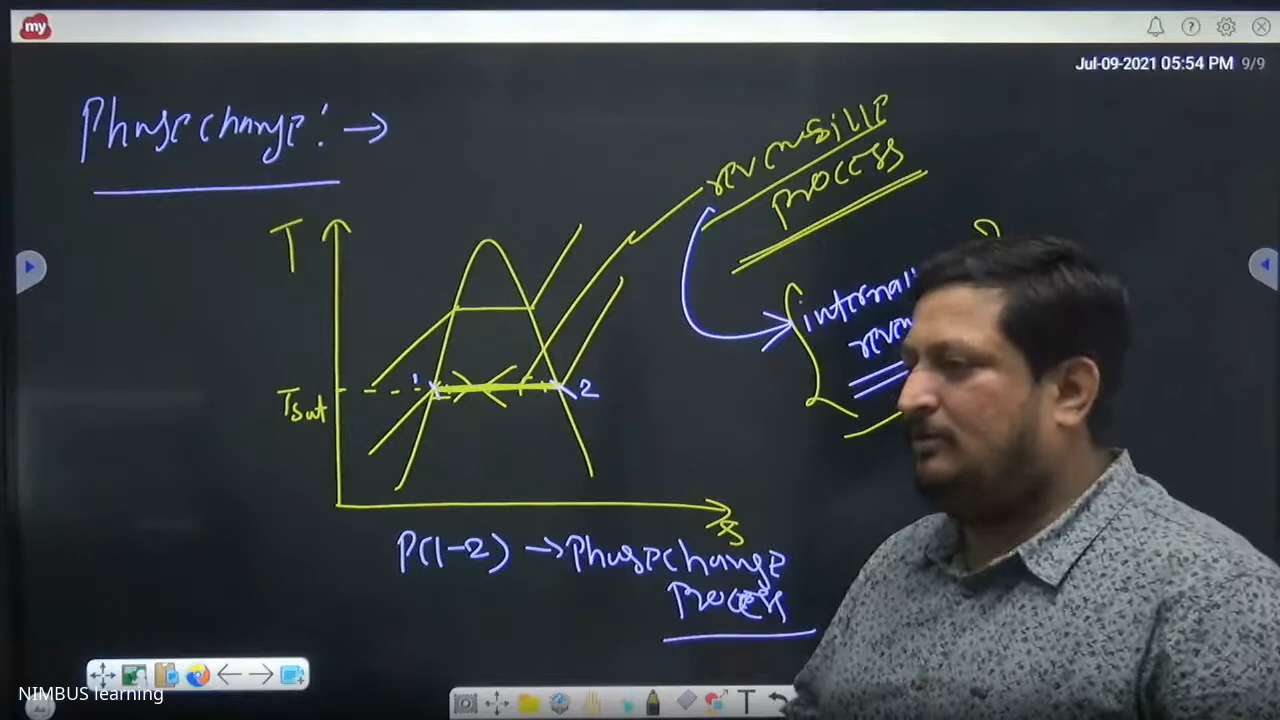 my
Jul-09-2021 05:54 PM 9/9
Phase change : →
reversible
process
T
internal
1
2
Tsat
s
P(1-2) → Phase change
Process
NIMBUS learning
T